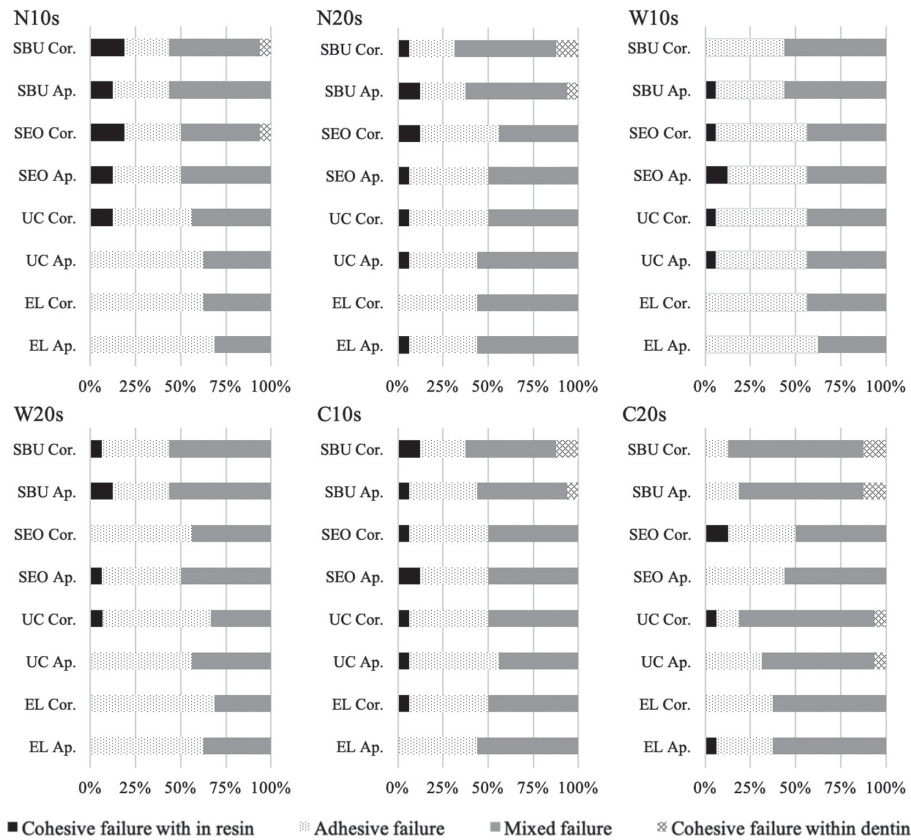 N10s
SBU Cor.
SBU Ap.
SEO Cor.
SEO Ap.
UC Cor.
UC Ap.
EL Cor.
EL Ap.
0% 25% 50% 75% 100%
N20s
SBU Cor.
SBU Ap.
SEO Cor.
SEO Ap.
UC Cor.
UC Ap.
EL Cor.
EL Ap.
0% 25% 50% 75% 100%
W10s
SBU Cor.
SBU Ap.
SEO Cor.
SEO Ap.
UC Cor.
UC Ap.
EL Cor.
EL Ap.
0% 25% 50% 75% 100%
W20s
SBU Cor.
SBU Ap.
SEO Cor.
SEO Ap.
UC Cor.
UC Ap.
EL Cor.
EL Ap.
0% 25% 50% 75% 100%
C10s
SBU Cor.
SBU Ap.
SEO Cor.
SEO Ap.
UC Cor.
UC Ap.
EL Cor.
EL Ap.
0% 25% 50% 75% 100%
C20s
SBU Cor.
SBU Ap.
SEO Cor.
SEO Ap.
UC Cor.
UC Ap.
EL Cor.
EL Ap.
0% 25% 50% 75% 100%
Cohesive failure with in resin Adhesive failure Mixed failure Cohesive failure within dentin